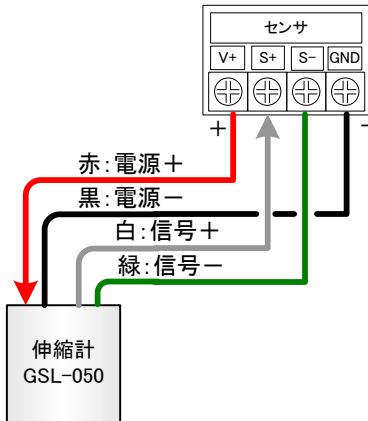 センサ
V+ S+ S- GND
+ -
赤:電源+
黒:電源-
白:信号+
緑:信号-
伸縮計
GSL-050